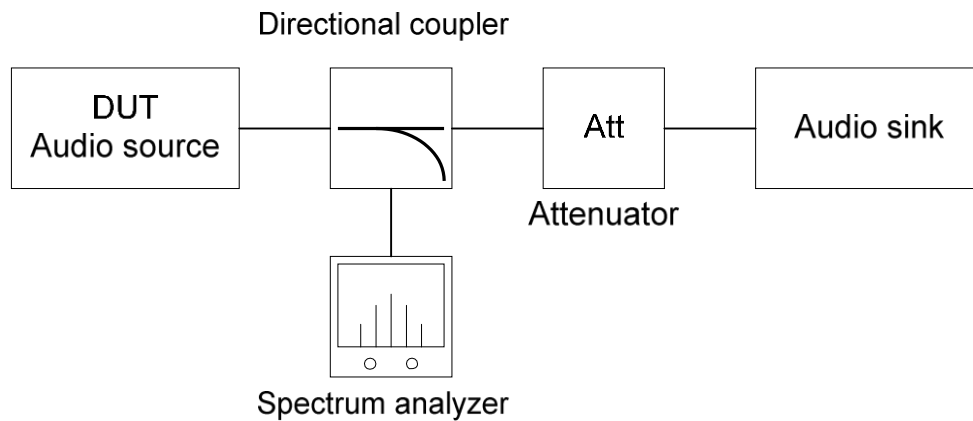 Directional coupler
DUT
Audio source
Att
Audio sink
Attenuator
Spectrum analyzer